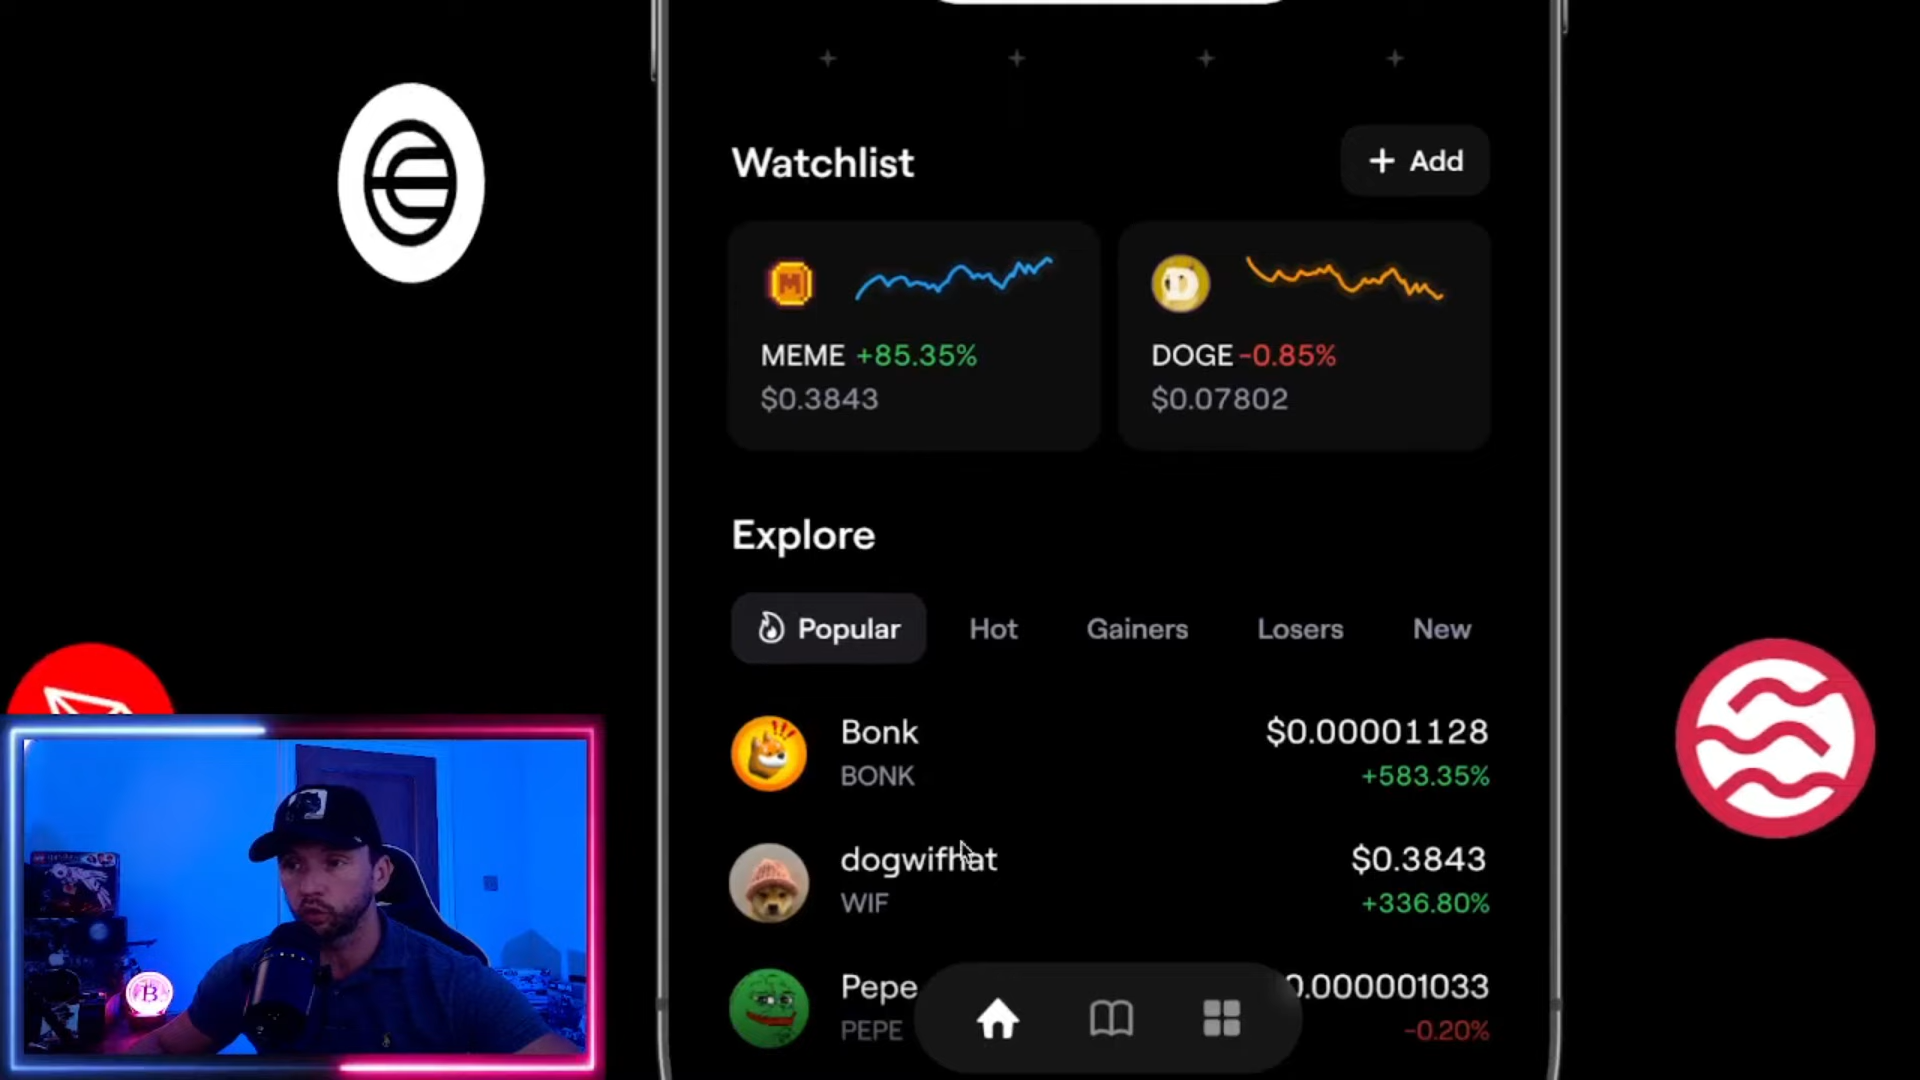 Watchlist
+ Add
MEME +85.35%
$0.3843
DOGE -0.85%
$0.07802
Explore
Popular
Hot
Gainers
Losers
New
Bonk
$0.00001128
BONK
+583.35%
dogwifhat
$0.3843
WIF
+336.80%
Pepe
0.000001033
PEPE
-0.20%